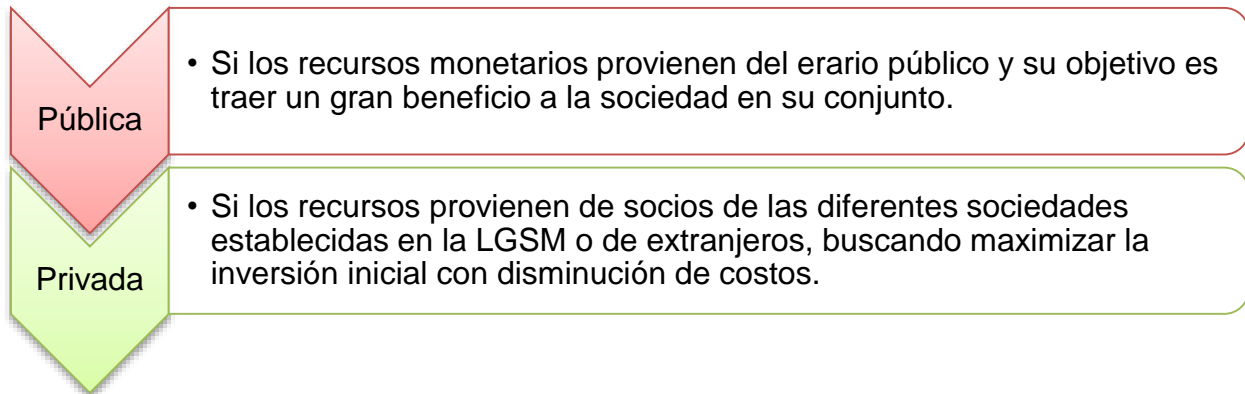 Pública
• Si los recursos monetarios provienen del erario público y su objetivo es
traer un gran beneficio a la sociedad en su conjunto.
Privada
• Si los recursos provienen de socios de las diferentes sociedades
establecidas en la LGSM o de extranjeros, buscando maximizar la
inversión inicial con disminución de costos.